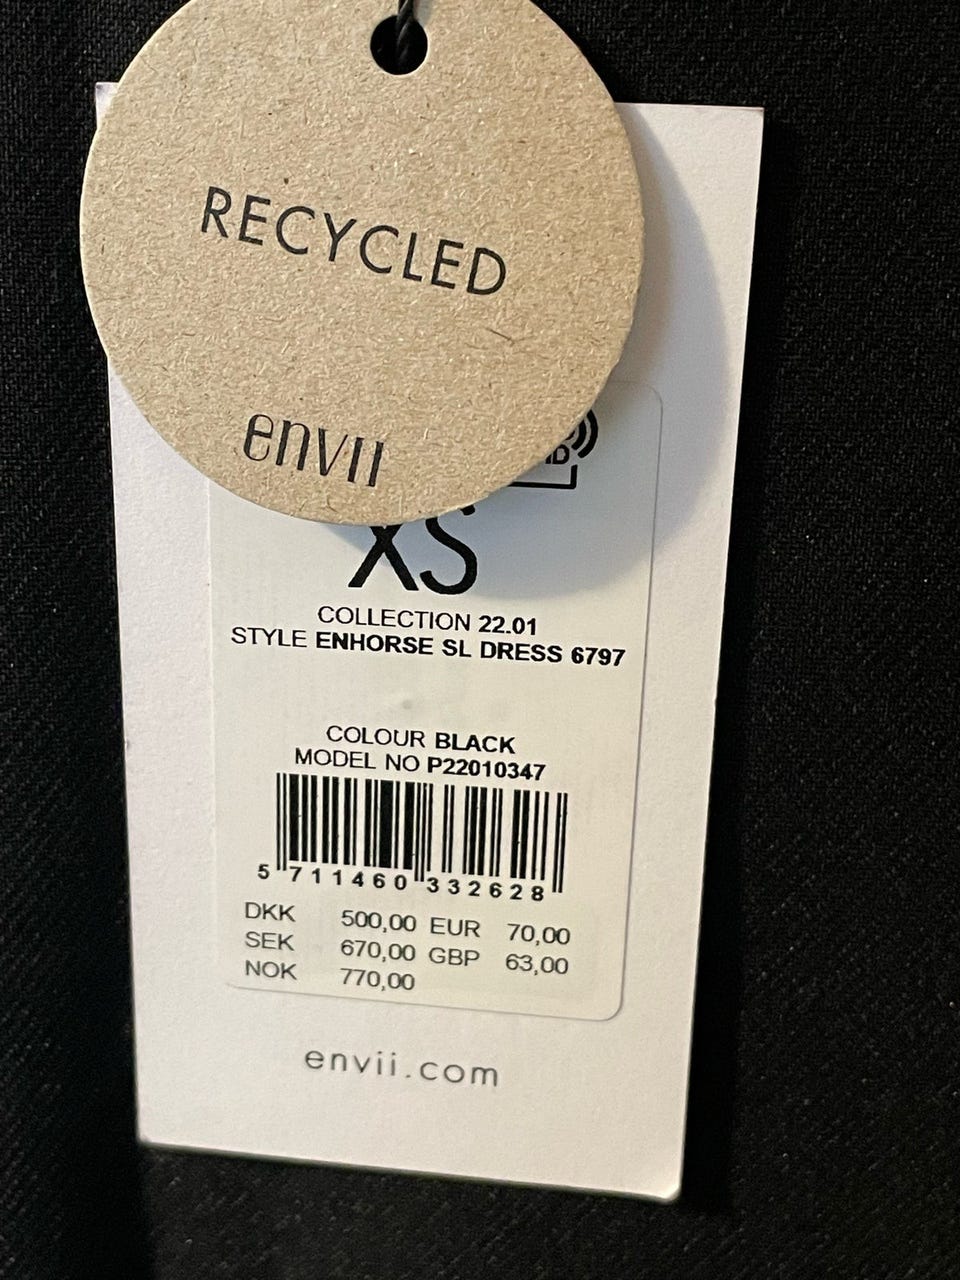 RECYCLED
envii
XS
COLLECTION 22.01
STYLE ENHORSE SL DRESS 6797
COLOUR BLACK
MODEL NO P22010347
5 711460 332628
DKK 500,00 EUR 70,00
SEK 670,00 GBP 63,00
NOK 770,00
envii.com